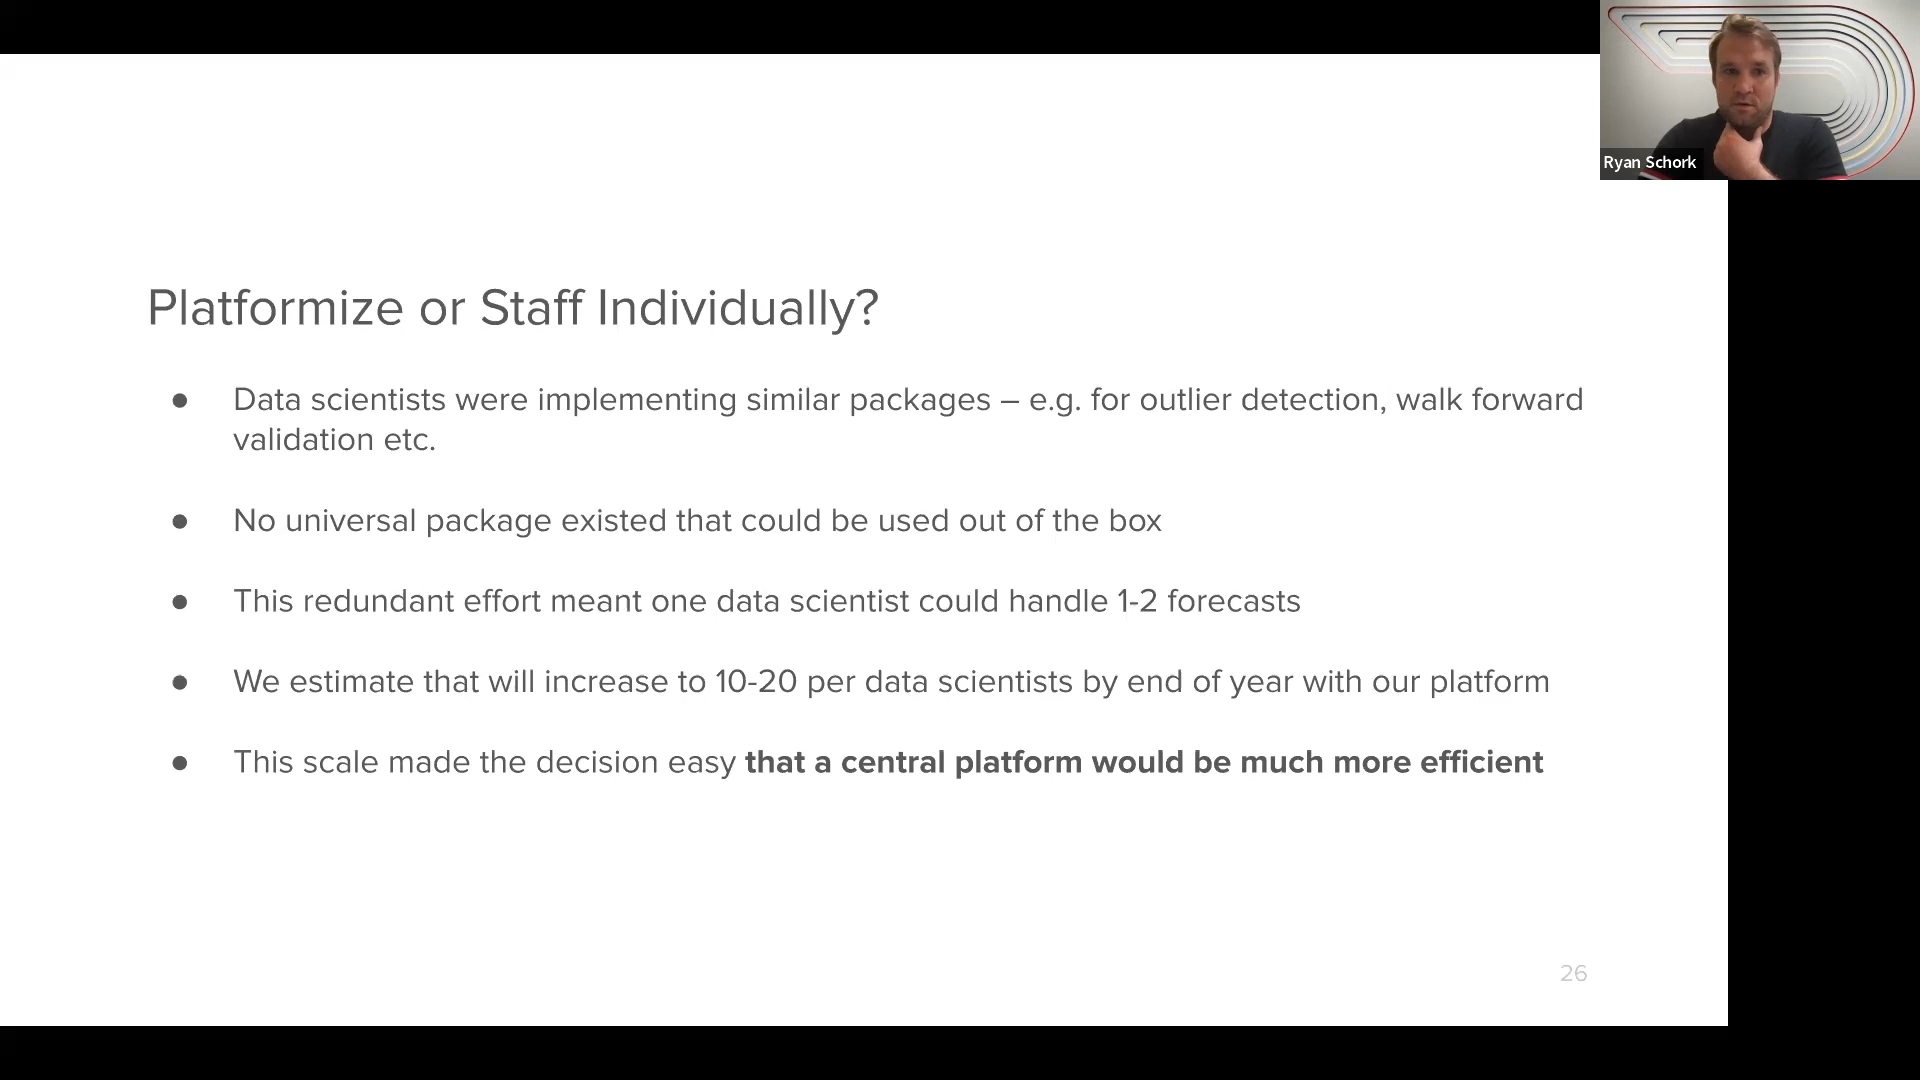 Ryan Schork
Platformize or Staff Individually?
● Data scientists were implementing similar packages – e.g. for outlier detection, walk forward
validation etc.
● No universal package existed that could be used out of the box
● This redundant effort meant one data scientist could handle 1-2 forecasts
● We estimate that will increase to 10-20 per data scientists by end of year with our platform
● This scale made the decision easy that a central platform would be much more efficient
26